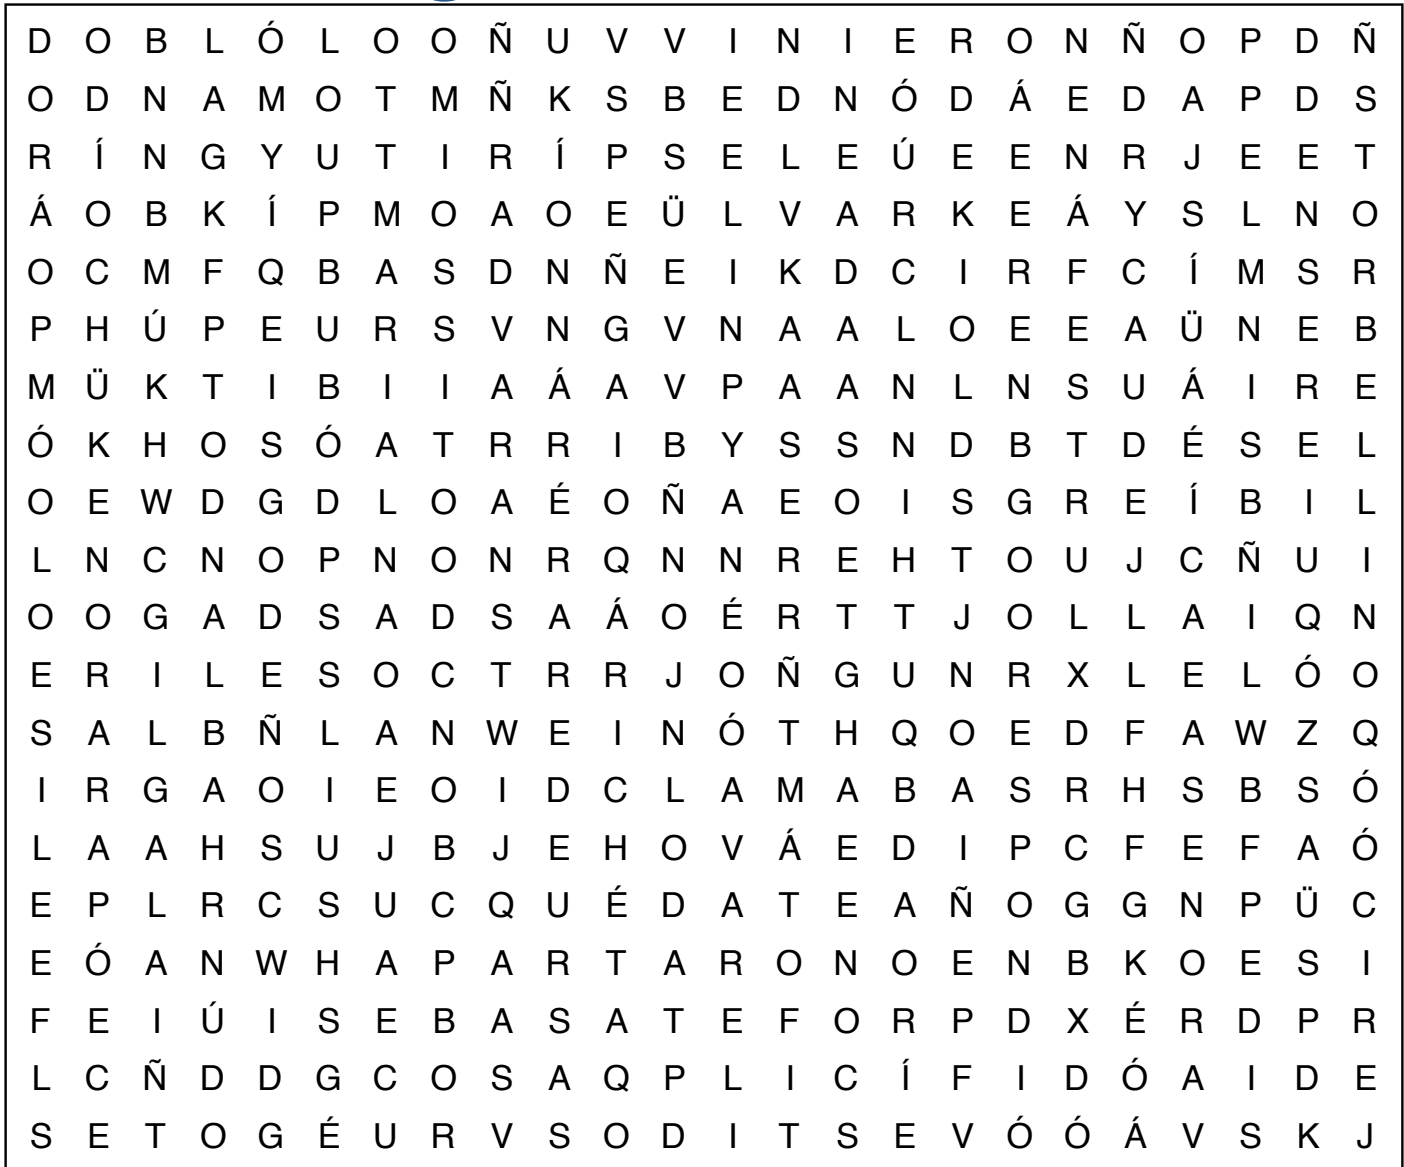 D O B L Ó L O O Ñ U V V I N I E R O N Ñ O P D Ñ
O D N A M O T M Ñ K S B E D N Ó D Á E D A P D S
R Í N G Y U T I R Í P S E L E Ú E E N R J E E T
Á O B K Í P M O A O E Ü L V A R K E Á Y S L N O
O C M F Q B A S D N Ñ E I K D C I R F C Í M S R
P H Ú P E U R S V N G V N A A L O E E A Ü N E B
M Ü K T I B I I A Á A V P A A N L N S U Á I R E
Ó K H O S Ó A T R R I B Y S S N D B T D É S E L
O E W D G D L O A É O Ñ A E O I S G R E Í B I L
L N C N O P N O N R Q N N R E H T O U J C Ñ U I
O O G A D S A D S A Á O É R T T J O L L A I Q N
E R I L E S O C T R R J O Ñ G U N R X L E L Ó O
S A L B Ñ L A N W E I N Ó T H Q O E D F A W Z Q
I R G A O I E O I D C L A M A B A S R H S B S Ó
L A A H S U J B J E H O V Á E D I P C F E F A Ó
E P L R C S U C Q U É D A T E A Ñ O G G N P Ü C
E Ó A N W H A P A R T A R O N O E N B K O E S I
F E I Ú I S E B A S A T E F O R P D X É R D P R
L C Ñ D D G C O S A Q P L I C Í F I D Ó A I D E
S E T O G É U R V S O D I T S E V Ó Ó Á V S K J